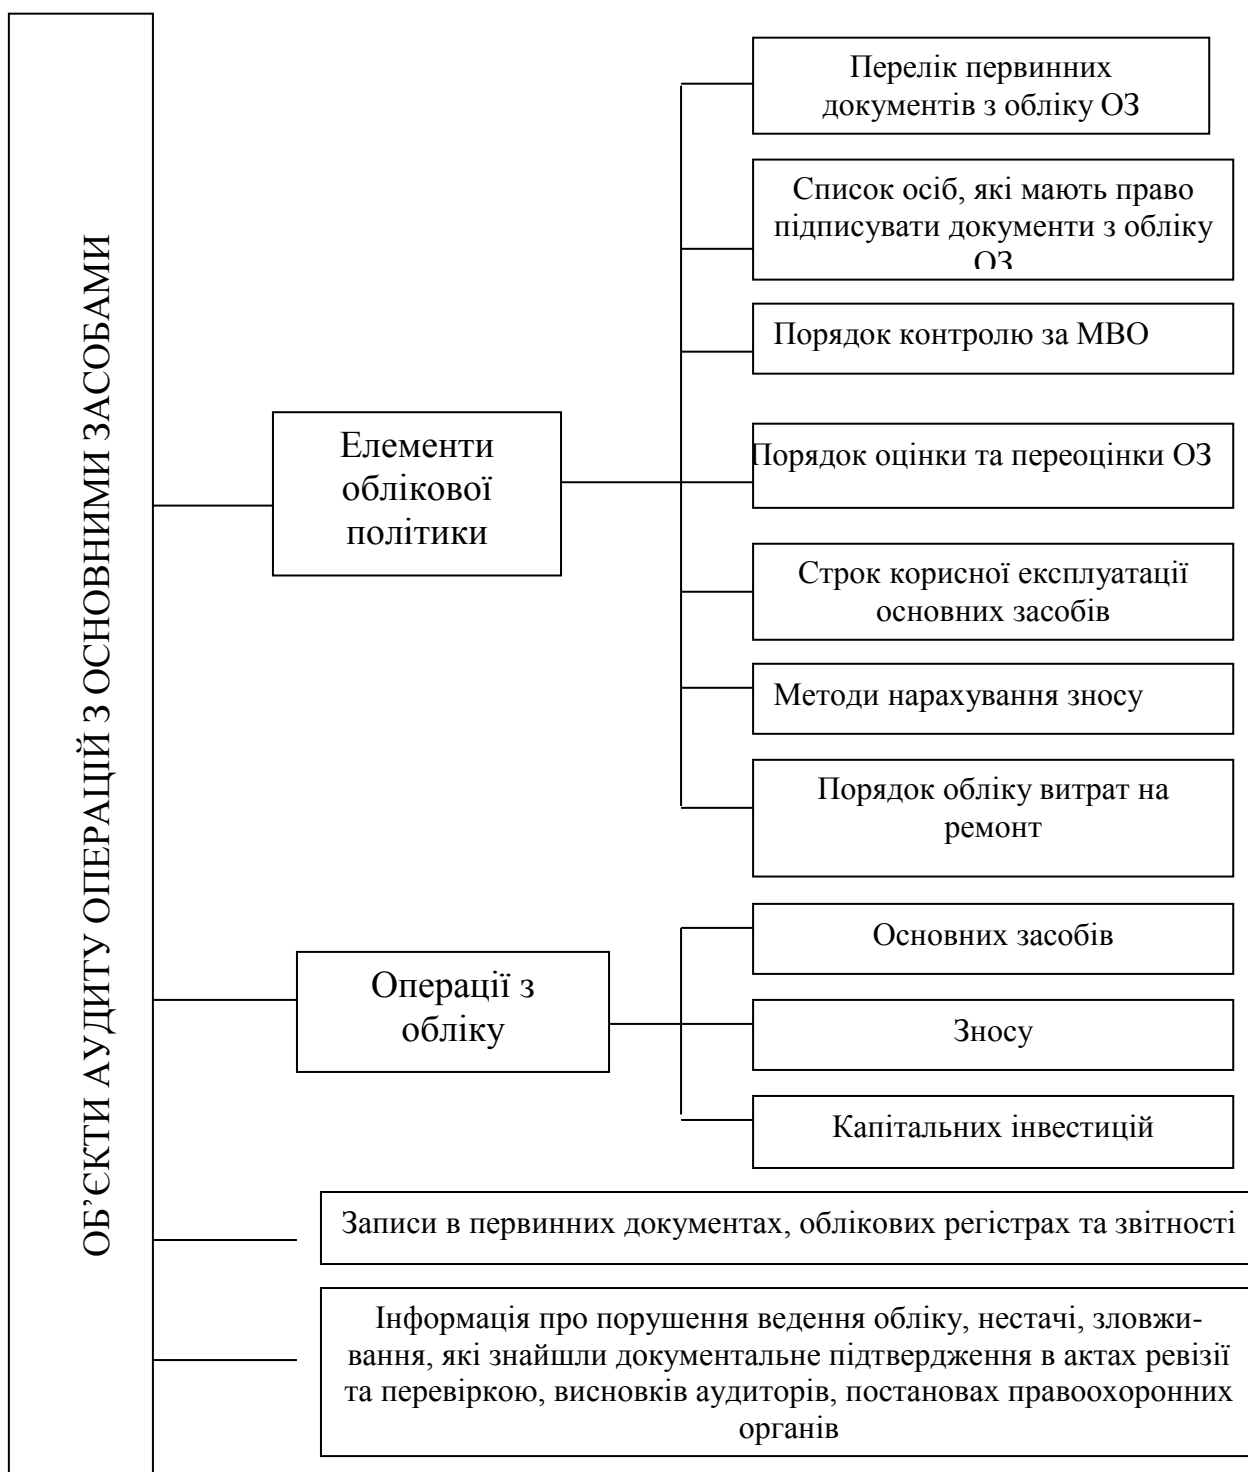 ОБ’ЄКТИ АУДИТУ ОПЕРАЦІЙ З ОСНОВНИМИ ЗАСОБАМИ
Елементи
облікової
політики
Перелік первинних
документів з обліку ОЗ
Список осіб, які мають право
підписувати документи з обліку
ОЗ
Порядок контролю за МВО
Порядок оцінки та переоцінки ОЗ
Строк корисної експлуатації
основних засобів
Методи нарахування зносу
Порядок обліку витрат на
ремонт
Операції з
обліку
Основних засобів
Зносу
Капітальних інвестицій
Записи в первинних документах, облікових регістрах та звітності
Інформація про порушення ведення обліку, нестачі, зловжи-
вання, які знайшли документальне підтвердження в актах ревізії
та перевіркою, висновків аудиторів, постановах правоохоронних
органів